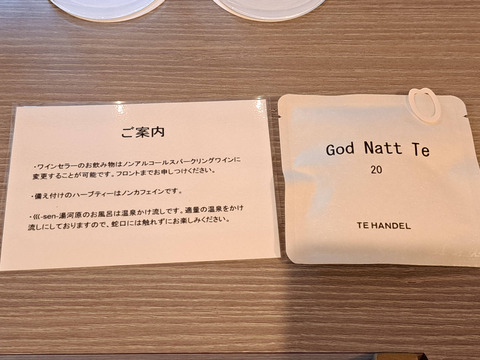 ご案内
・ワインセラーのお飲み物はノンアルコールスパークリングワインに
変更することが可能です。フロントまでお申しつけください。
・備え付けのハーブティーはノンカフェインです。
・巛-sen-湯河原のお風呂は温泉かけ流しです。適量の温泉をかけ
流しにしておりますので、蛇口には触れずにお楽しみください。
God Natt Te
20
TE HANDEL